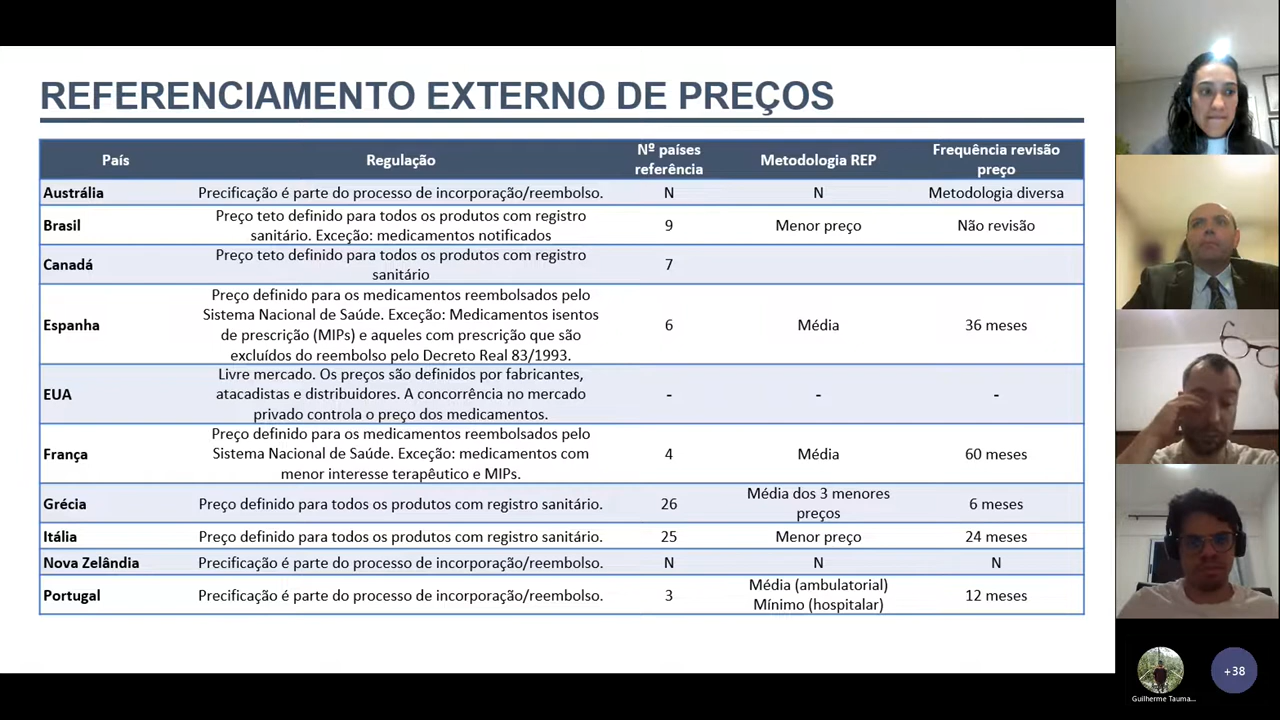 REFERENCIAMENTO EXTERNO DE PREÇOS
País
Regulação
Nº países
referência
Metodologia REP
Frequência revisão
preço
Austrália
Precificação é parte do processo de incorporação/reembolso.
N
N
Metodologia diversa
Brasil
Preço teto definido para todos os produtos com registro
sanitário. Exceção: medicamentos notificados
9
Menor preço
Não revisão
Canadá
Preço teto definido para todos os produtos com registro
sanitário
7
Espanha
Preço definido para os medicamentos reembolsados pelo
Sistema Nacional de Saúde. Exceção: Medicamentos isentos
de prescrição (MIPs) e aqueles com prescrição que são
excluídos do reembolso pelo Decreto Real 83/1993.
6
Média
36 meses
EUA
Livre mercado. Os preços são definidos por fabricantes,
atacadistas e distribuidores. A concorrência no mercado
privado controla o preço dos medicamentos.
-
-
-
França
Preço definido para os medicamentos reembolsados pelo
Sistema Nacional de Saúde. Exceção: medicamentos com
menor interesse terapêutico e MIPs.
4
Média
60 meses
Grécia
Preço definido para todos os produtos com registro sanitário.
26
Média dos 3 menores
preços
6 meses
Itália
Preço definido para todos os produtos com registro sanitário.
25
Menor preço
24 meses
Nova Zelândia
Precificação é parte do processo de incorporação/reembolso.
N
N
N
Portugal
Precificação é parte do processo de incorporação/reembolso.
3
Média (ambulatorial)
Mínimo (hospitalar)
12 meses
Guilherme Tauma...
+38